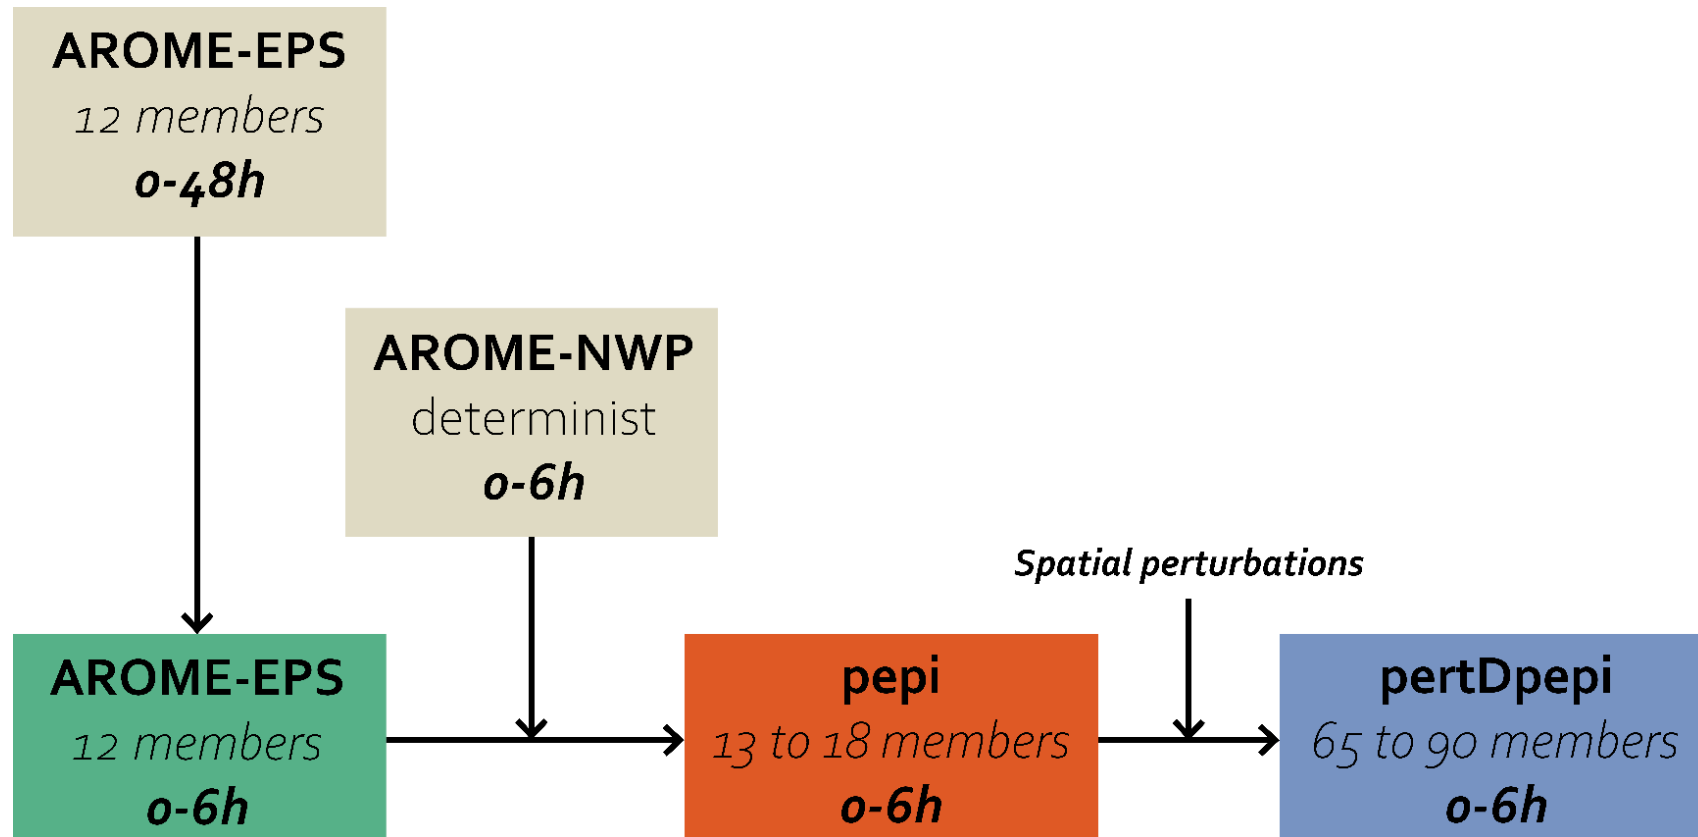 AROME-EPS
12 members
0-48h
AROME-NWP
determinist
0-6h
Spatial perturbations
AROME-EPS
12 members
0-6h
pepi
13 to 18 members
0-6h
pertDpepi
65 to 90 members
0-6h